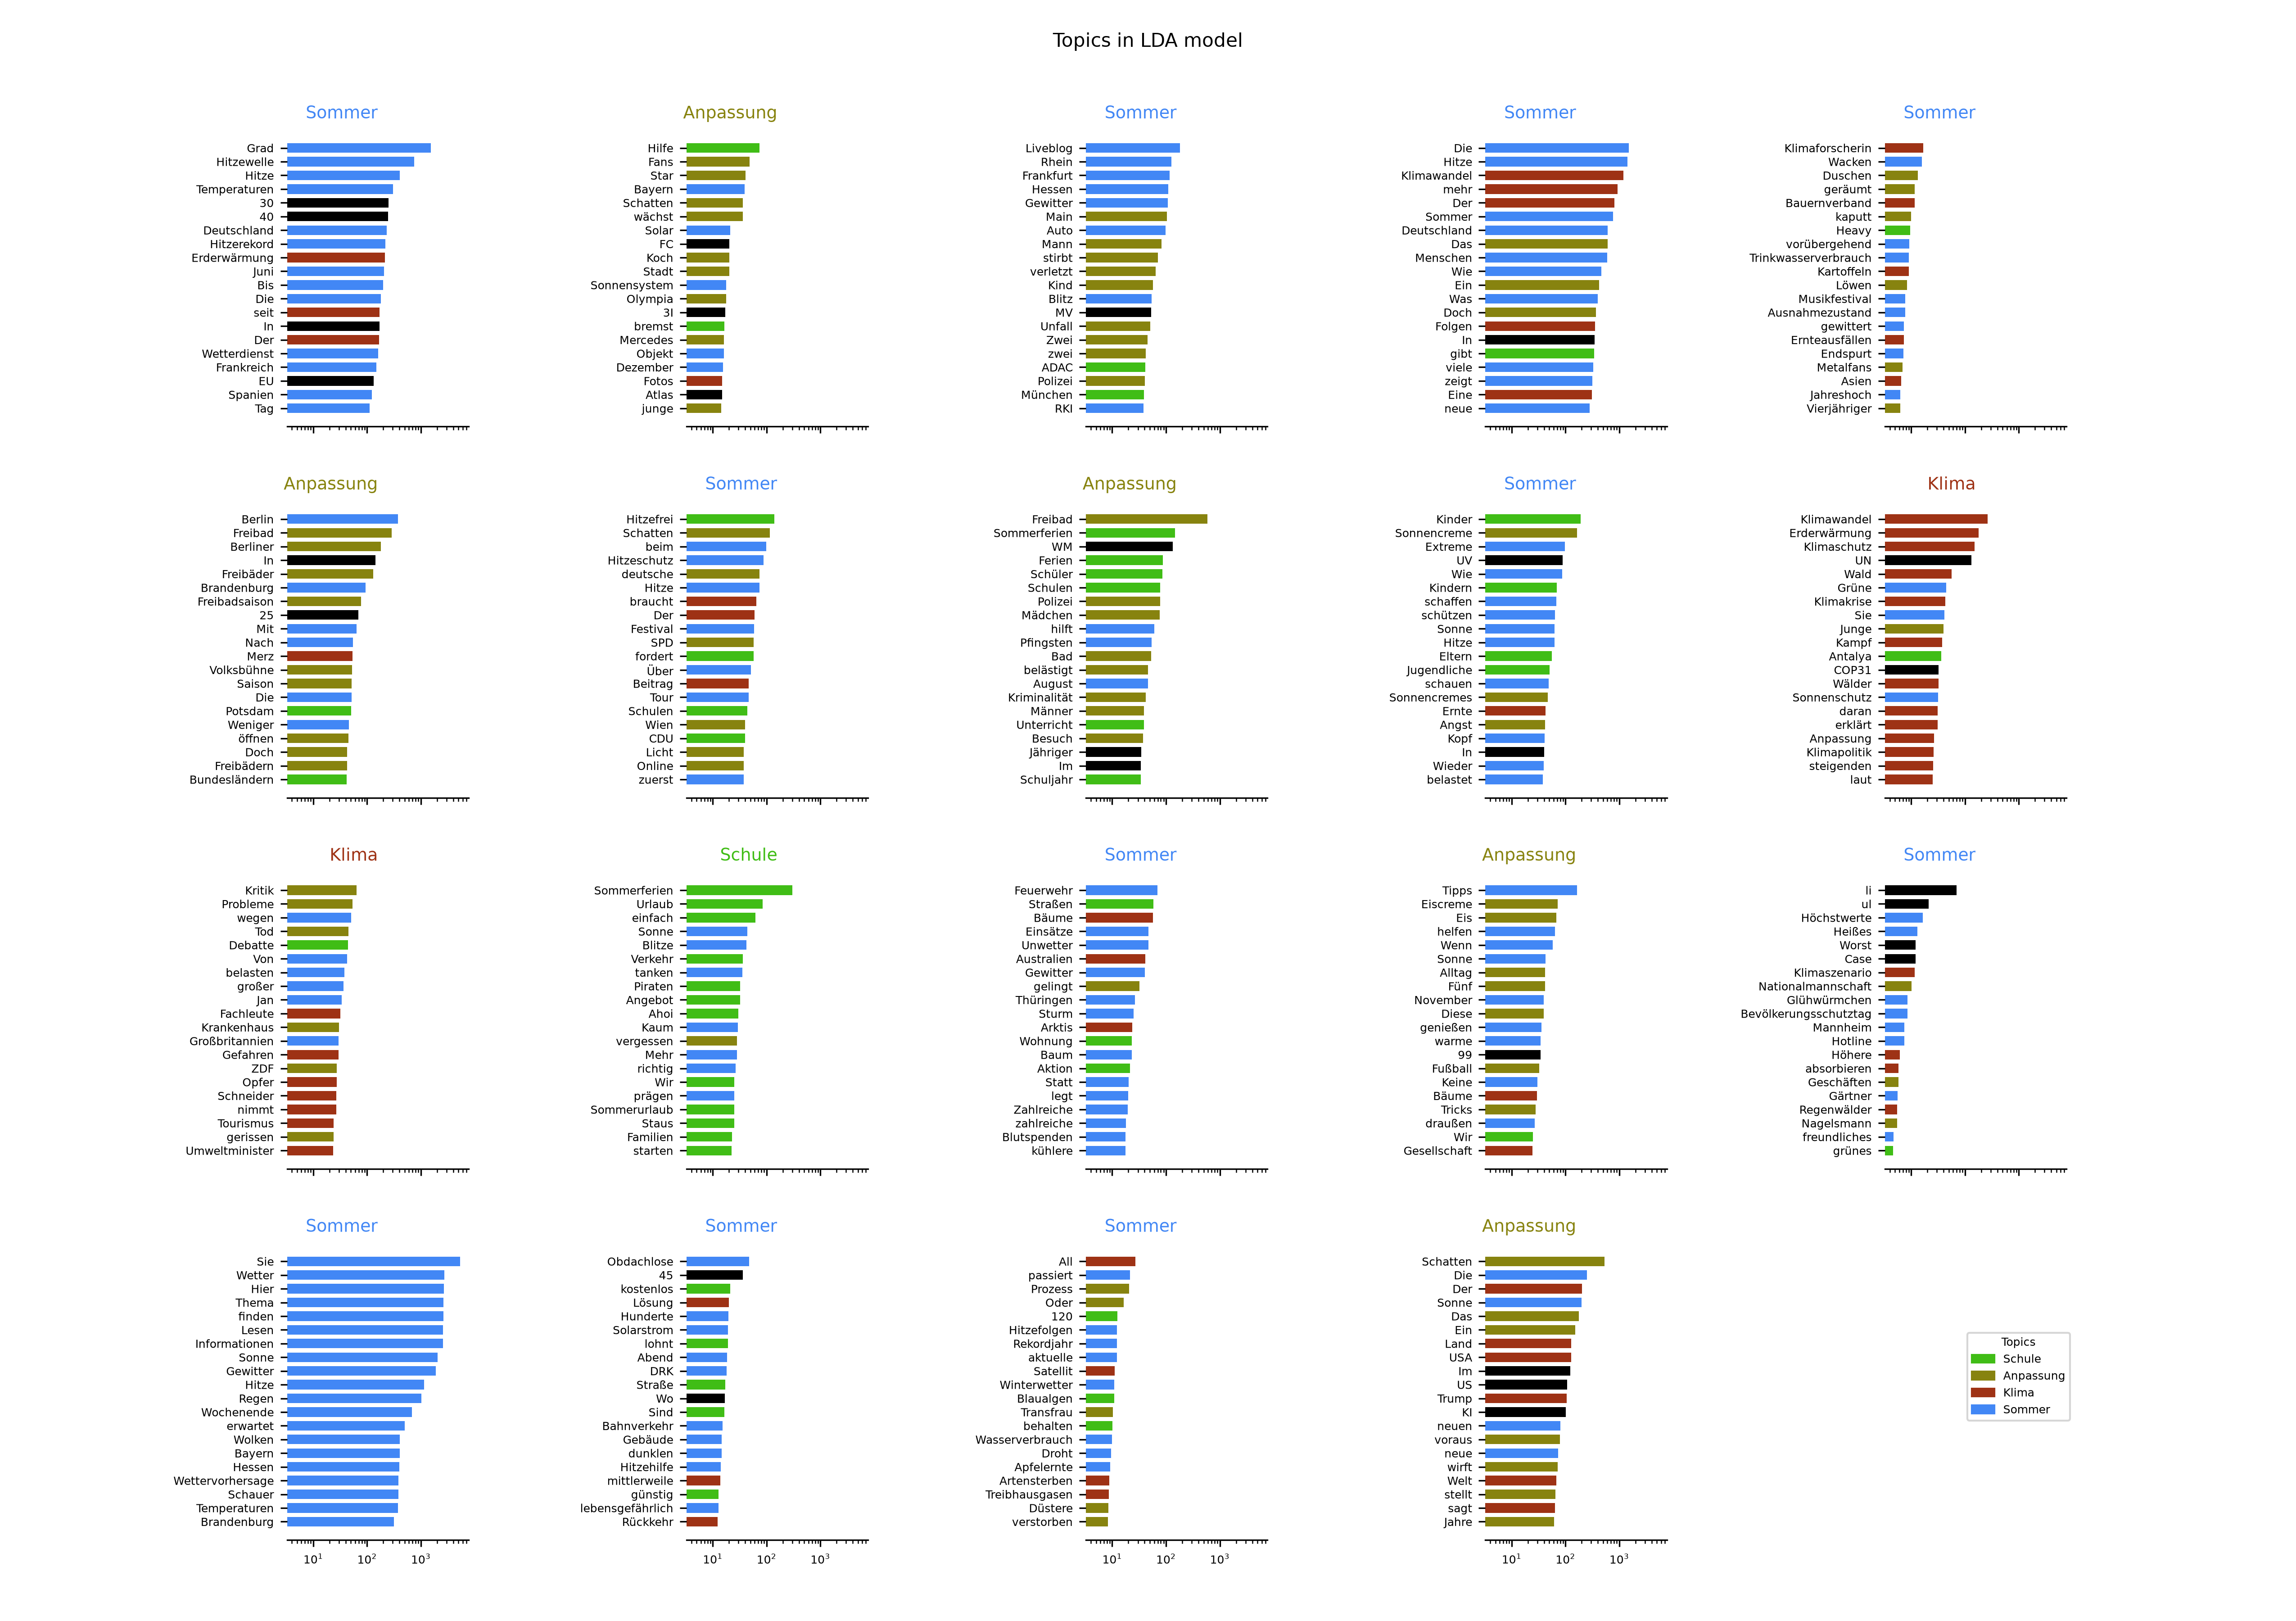 Topics in LDA model
Sommer
Grad
Hitzewelle
Hitze
Temperaturen
30
40
Deutschland
Hitzerekord
Erderwärmung
Juni
Bis
Die
seit
In
Der
Wetterdienst
Frankreich
EU
Spanien
Tag
Anpassung
Hilfe
Fans
Star
Bayern
Schatten
wächst
Solar
FC
Koch
Stadt
Sonnensystem
Olympia
3I
bremst
Mercedes
Objekt
Dezember
Fotos
Atlas
junge
Sommer
Liveblog
Rhein
Frankfurt
Hessen
Gewitter
Main
Auto
Mann
stirbt
verletzt
Kind
Blitz
MV
Unfall
Zwei
zwei
ADAC
Polizei
München
RKI
Sommer
Die
Hitze
Klimawandel
mehr
Der
Sommer
Deutschland
Das
Menschen
Wie
Ein
Was
Doch
Folgen
In
gibt
viele
zeigt
Eine
neue
Sommer
Klimaforscherin
Wacken
Duschen
geräumt
Bauernverband
kaputt
Heavy
vorübergehend
Trinkwasserverbrauch
Kartoffeln
Löwen
Musikfestival
Ausnahmezustand
gewittert
Ernteausfällen
Endspurt
Metalfans
Asien
Jahreshoch
Vierjähriger
Anpassung
Berlin
Freibad
Berliner
In
Freibäder
Brandenburg
Freibadsaison
25
Mit
Nach
Merz
Volksbühne
Saison
Die
Potsdam
Weniger
öffnen
Doch
Freibädern
Bundesländern
Sommer
Hitzefrei
Schatten
beim
Hitzeschutz
deutsche
Hitze
braucht
Der
Festival
SPD
fordert
Über
Beitrag
Tour
Schulen
Wien
CDU
Licht
Online
zuerst
Anpassung
Freibad
Sommerferien
WM
Ferien
Schüler
Schulen
Polizei
Mädchen
hilft
Pfingsten
Bad
belästigt
August
Kriminalität
Männer
Unterricht
Besuch
Jähriger
Im
Schuljahr
Sommer
Kinder
Sonnencreme
Extreme
UV
Wie
Kindern
schaffen
schützen
Sonne
Hitze
Eltern
Jugendliche
schauen
Sonnencremes
Ernte
Angst
Kopf
In
Wieder
belastet
Klima
Klimawandel
Erderwärmung
Klimaschutz
UN
Wald
Grüne
Klimakrise
Sie
Junge
Kampf
Antalya
COP31
Wälder
Sonnenschutz
daran
erklärt
Anpassung
Klimapolitik
steigenden
laut
Klima
Kritik
Probleme
wegen
Tod
Debatte
Von
belasten
großer
Jan
Fachleute
Krankenhaus
Großbritannien
Gefahren
ZDF
Opfer
Schneider
nimmt
Tourismus
gerissen
Umweltminister
Schule
Sommerferien
Urlaub
einfach
Sonne
Blitze
Verkehr
tanken
Piraten
Angebot
Ahoi
Kaum
vergessen
Mehr
richtig
Wir
prägen
Sommerurlaub
Staus
Familien
starten
Sommer
Feuerwehr
Straßen
Bäume
Einsätze
Unwetter
Australien
Gewitter
gelingt
Thüringen
Sturm
Arktis
Wohnung
Baum
Aktion
Statt
legt
Zahlreiche
zahlreiche
Blutspenden
kühlere
Anpassung
Tipps
Eiscreme
Eis
helfen
Wenn
Sonne
Alltag
Fünf
November
Diese
genießen
warme
99
Fußball
Keine
Bäume
Tricks
draußen
Wir
Gesellschaft
Sommer
li
ul
Höchstwerte
Heißes
Worst
Case
Klimaszenario
Nationalmannschaft
Glühwürmchen
Bevölkerungsschutztag
Mannheim
Hotline
Höhere
absorbieren
Geschäften
Gärtner
Regenwälder
Nagelsmann
freundliches
grünes
Sommer
Sie
Wetter
Hier
Thema
finden
Lesen
Informationen
Sonne
Gewitter
Hitze
Regen
Wochenende
erwartet
Wolken
Bayern
Hessen
Wettervorhersage
Schauer
Temperaturen
Brandenburg
10¹ 10² 10³
Sommer
Obdachlose
45
kostenlos
Lösung
Hunderte
Solarstrom
lohnt
Abend
DRK
Straße
Wo
Sind
Bahnverkehr
Gebäude
dunklen
Hitzehilfe
mittlerweile
günstig
lebensgefährlich
Rückkehr
10¹ 10² 10³
Sommer
All
passiert
Prozess
Oder
120
Hitzefolgen
Rekordjahr
aktuelle
Satellit
Winterwetter
Blaualgen
Transfrau
behalten
Wasserverbrauch
Droht
Apfelernte
Artensterben
Treibhausgasen
Düstere
verstorben
10¹ 10² 10³
Anpassung
Schatten
Die
Der
Sonne
Das
Ein
Land
USA
Im
US
Trump
KI
neuen
voraus
neue
wirft
Welt
stellt
sagt
Jahre
10¹ 10² 10³
Topics
Schule
Anpassung
Klima
Sommer